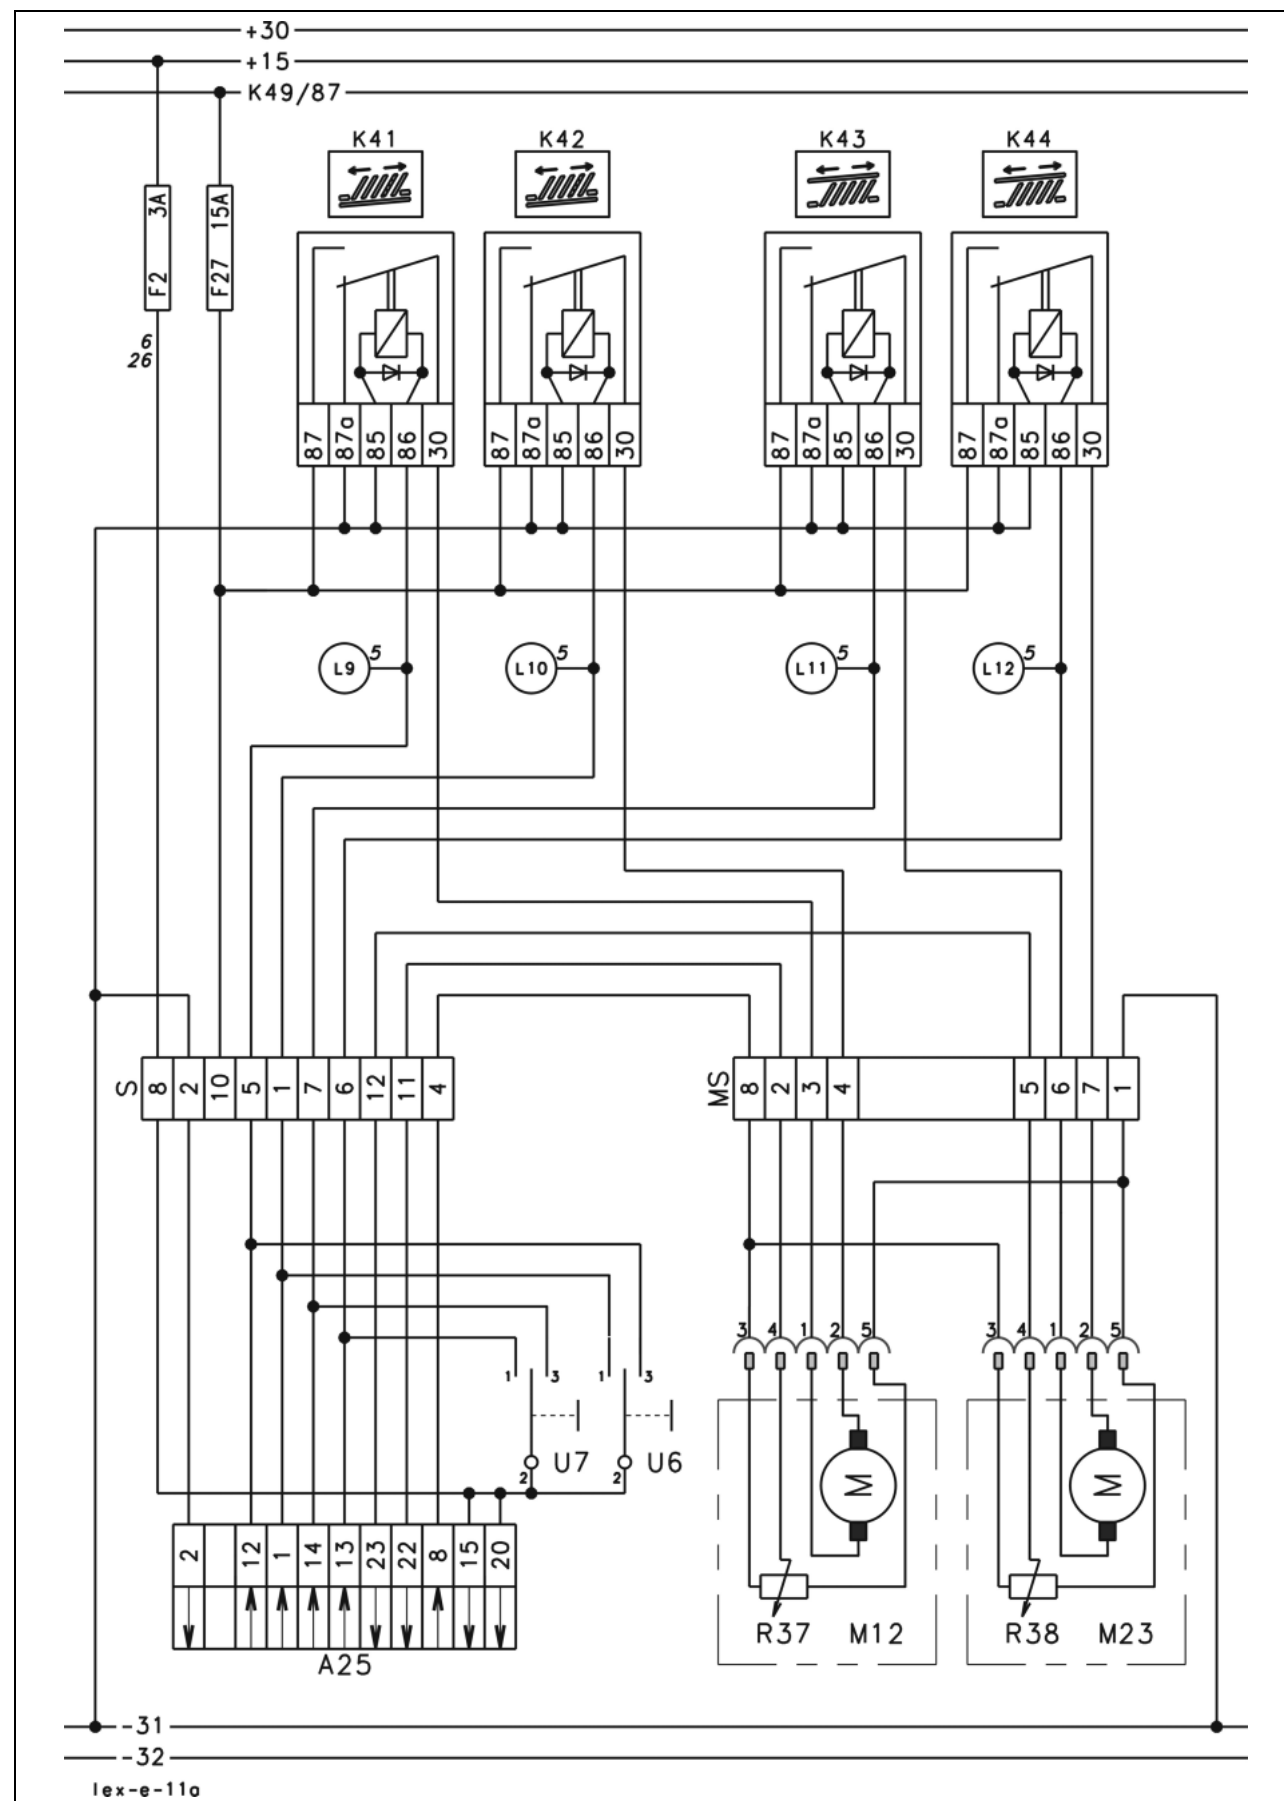 +30
+15
K49/87
K41 K42 K43 K44
F2 3A
F27 15A
6
26
87 87a 85 86 30 87 87a 85 86 30 87 87a 85 86 30 87 87a 85 86 30
L9 5 L10 5 L11 5 L12 5
S 8 2 10 5 1 7 6 12 11 4
MS 8 2 3 4 5 6 7 1
3 4 1 2 5 3 4 1 2 5
1 3 1 3
U7 U6
2 2
M M
2 12 1 14 13 23 22 8 15 20
R37 M12 R38 M23
A25
-31
-32
lex-e-11a